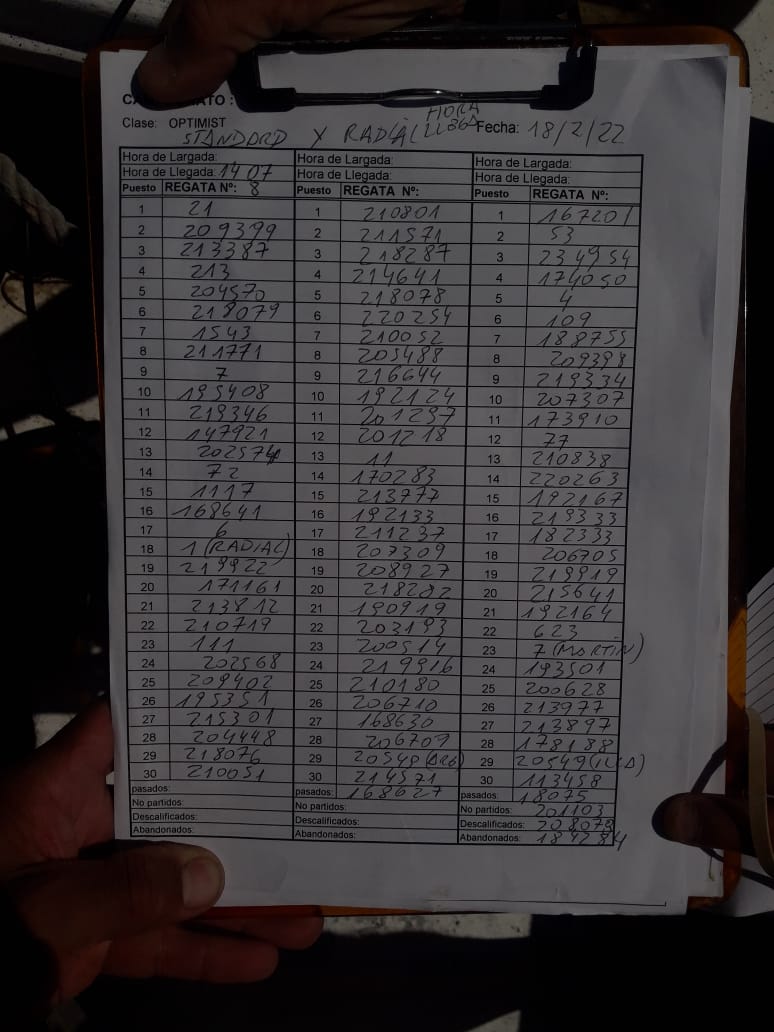 CA ATO :
Clase: OPTIMIST
STANDARD Y RADIAL HORA LLEGA Fecha: 18/2/22
Hora de Largada: Hora de Largada: Hora de Largada:
Hora de Llegada: 14 07 Hora de Llegada: Hora de Llegada:
Puesto REGATA Nº: 8 Puesto REGATA Nº: Puesto REGATA Nº:
1 21 1 210801 1 167201
2 209399 2 211571 2 53
3 213387 3 218287 3 234954
4 213 4 214641 4 174050
5 204570 5 218078 5 4
6 218079 6 220254 6 109
7 1543 7 210052 7 188755
8 211771 8 205488 8 209398
9 7 9 216644 9 219334
10 195408 10 192124 10 207307
11 219346 11 201297 11 173910
12 147921 12 201218 12 77
13 202574 13 11 13 210838
14 72 14 170283 14 220263
15 1117 15 213777 15 192167
16 168641 16 192133 16 219333
17 6 17 211237 17 182333
18 1 (RADIAL) 18 207309 18 206705
19 219922 19 208927 19 219919
20 171161 20 218282 20 215641
21 213812 21 190919 21 192164
22 210719 22 203193 22 623
23 111 23 200514 23 7 (MARTIN)
24 202568 24 219916 24 193501
25 209402 25 210180 25 200628
26 195351 26 206710 26 213977
27 215301 27 168630 27 213897
28 204448 28 206709 28 178188
29 218076 29 20549 (ARG) 29 20549
30 210051 30 214571 30 113458
pasados: pasados: 168627 pasados: 18075
No partidos: No partidos: No partidos: 201103
Descalificados: Descalificados: Descalificados: 208079
Abandonados: Abandonados: Abandonados: 184284